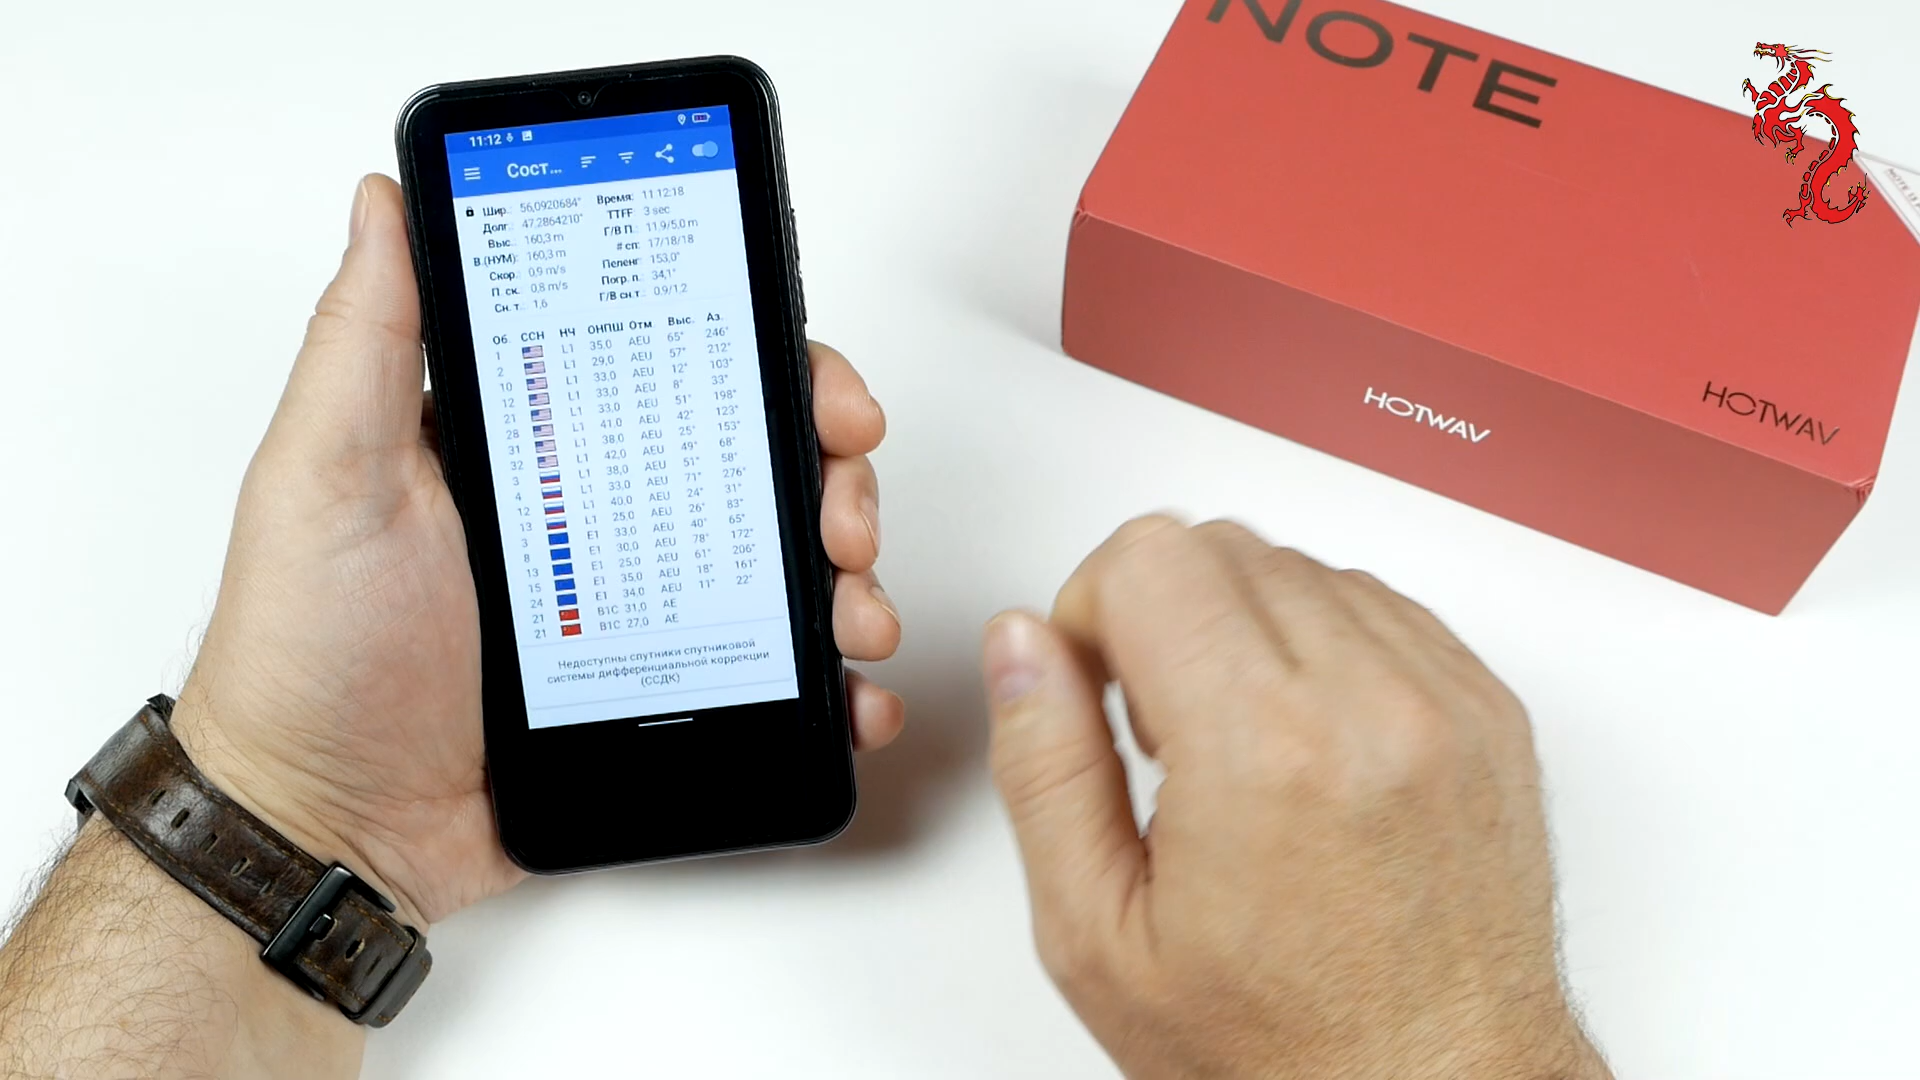 NOTE
HOTWAV
HOTWAV
11:12
Сост...
Шир.: 56,0920684° Время: 11:12:18
Долг.: 47,2864210° TTFF: 3 sec
Выс.: 160,3 m Г/В П.: 11.9/5,0 m
В.(НУМ): 160,3 m # сп: 17/18/18
Скор.: 0,9 m/s Пеленг: 153,0°
П. ск.: 0,8 m/s Погр. п.: 34,1°
Сн. т.: 1,6 Г/В сн.т.: 0.9/1,2
Об. ССН НЧ ОНПШ Отм. Выс. Аз.
1 L1 35,0 AEU 65° 246°
2 L1 29,0 AEU 57° 212°
10 L1 33,0 AEU 12° 103°
12 L1 33,0 AEU 8° 33°
21 L1 33,0 AEU 51° 198°
28 L1 41,0 AEU 42° 123°
31 L1 38,0 AEU 25° 153°
32 L1 42,0 AEU 49° 68°
3 L1 38,0 AEU 51° 58°
4 L1 33,0 AEU 71° 276°
12 L1 40,0 AEU 24° 31°
13 L1 25,0 AEU 26° 83°
3 E1 33,0 AEU 40° 65°
8 E1 30,0 AEU 78° 172°
13 E1 25,0 AEU 61° 206°
15 E1 35,0 AEU 18° 161°
24 E1 34,0 AEU 11° 22°
21 B1C 31,0 AE
21 B1C 27,0 AE
Недоступны спутники спутниковой
системы дифференциальной коррекции
(ССДК)